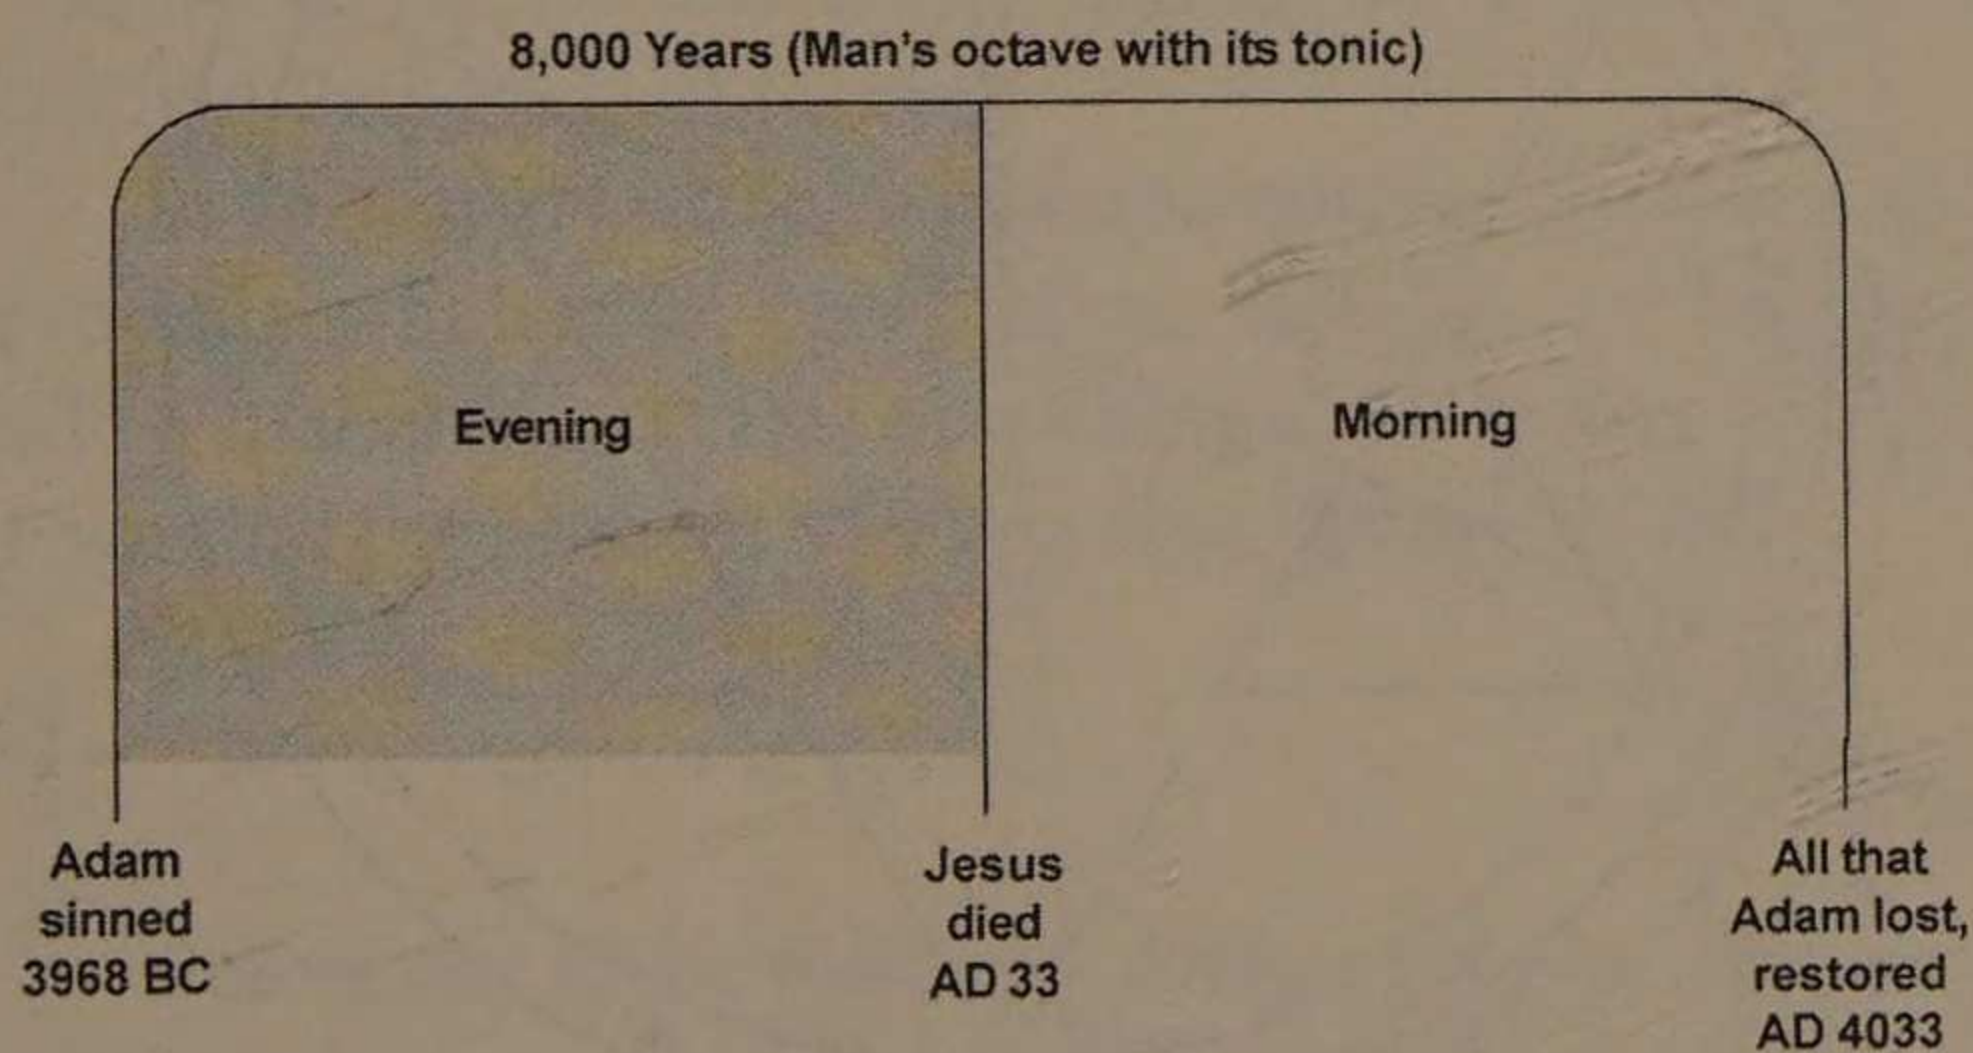 8,000 Years (Man's octave with its tonic)
Evening
Morning
Adam
sinned
3968 BC
Jesus
died
AD 33
All that
Adam lost,
restored
AD 4033